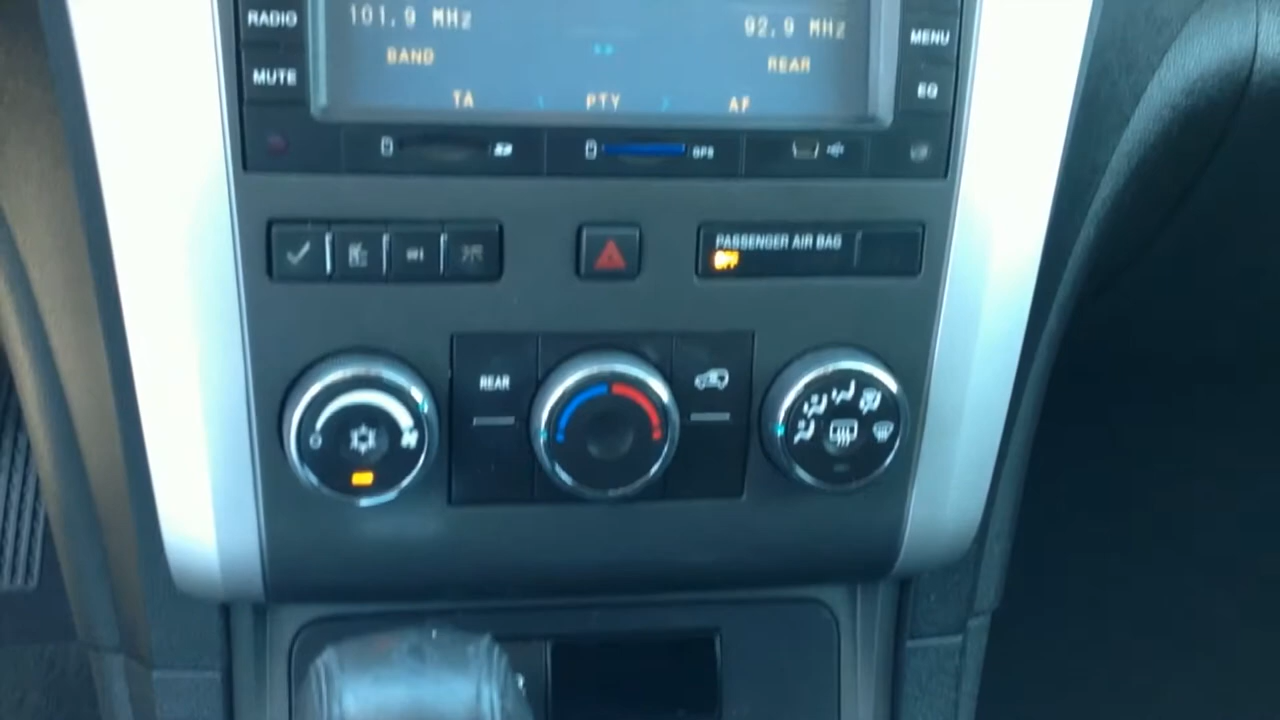 RADIO
101.9 MHz
92.9 MHz
MENU
BAND
REAR
MUTE
EQ
TA
PTY
AF
GPS
PASSENGER AIR BAG
OFF
REAR